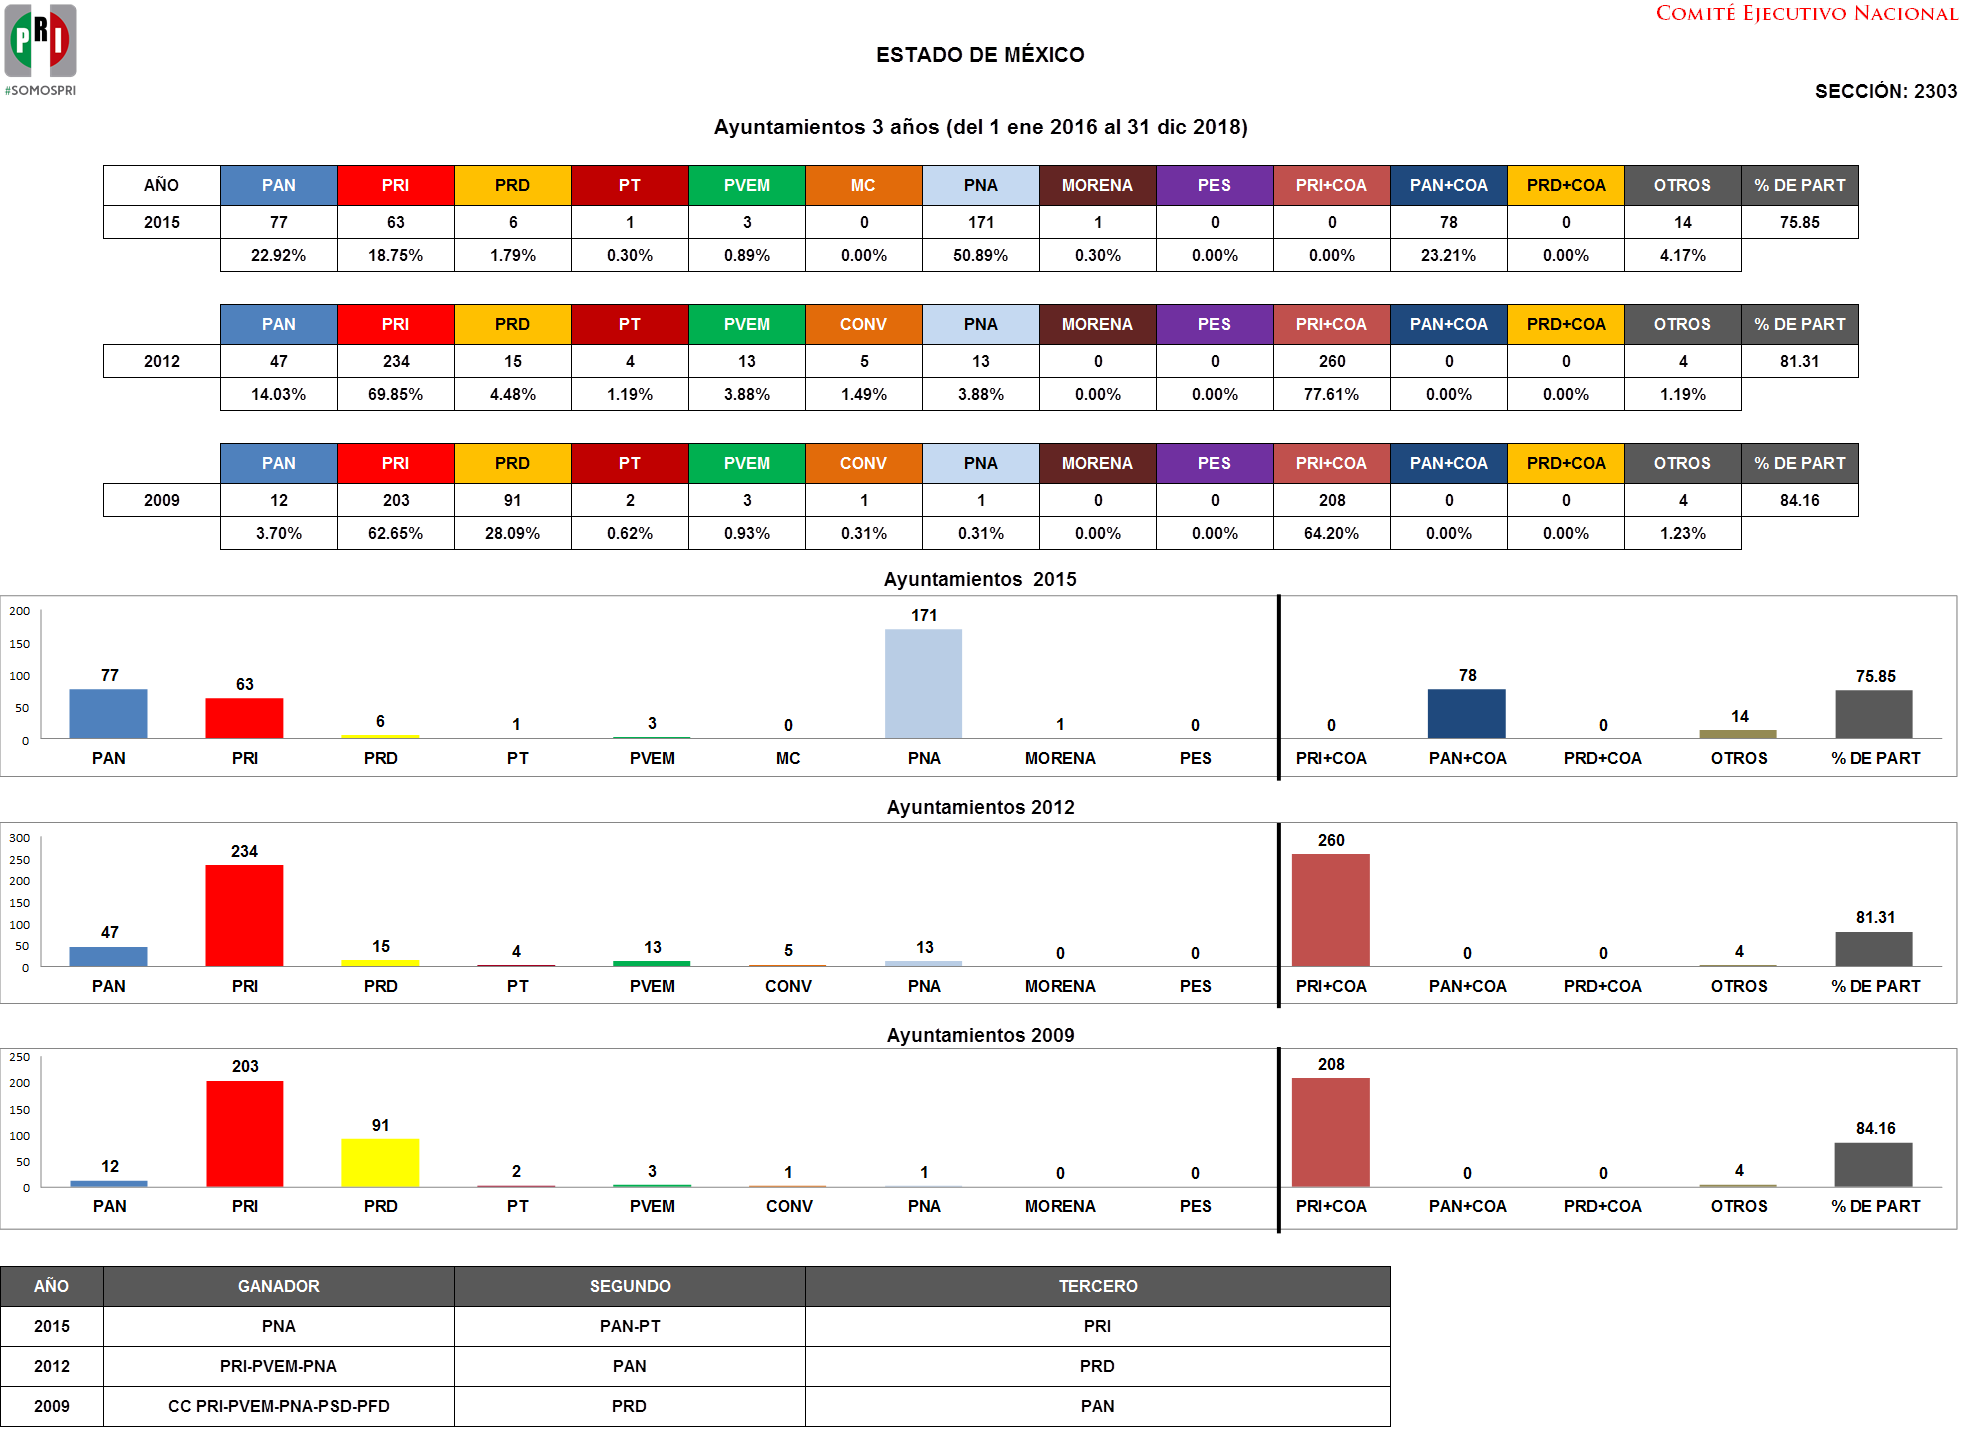 PRI
#SOMOSPRI
COMITÉ EJECUTIVO NACIONAL
ESTADO DE MÉXICO
SECCIÓN: 2303
Ayuntamientos 3 años (del 1 ene 2016 al 31 dic 2018)
AÑO PAN PRI PRD PT PVEM MC PNA MORENA PES PRI+COA PAN+COA PRD+COA OTROS % DE PART
2015 77 63 6 1 3 0 171 1 0 0 78 0 14 75.85
22.92% 18.75% 1.79% 0.30% 0.89% 0.00% 50.89% 0.30% 0.00% 0.00% 23.21% 0.00% 4.17%
PAN PRI PRD PT PVEM CONV PNA MORENA PES PRI+COA PAN+COA PRD+COA OTROS % DE PART
2012 47 234 15 4 13 5 13 0 0 260 0 0 4 81.31
14.03% 69.85% 4.48% 1.19% 3.88% 1.49% 3.88% 0.00% 0.00% 77.61% 0.00% 0.00% 1.19%
PAN PRI PRD PT PVEM CONV PNA MORENA PES PRI+COA PAN+COA PRD+COA OTROS % DE PART
2009 12 203 91 2 3 1 1 0 0 208 0 0 4 84.16
3.70% 62.65% 28.09% 0.62% 0.93% 0.31% 0.31% 0.00% 0.00% 64.20% 0.00% 0.00% 1.23%
Ayuntamientos 2015
200
150
100
50
0
77 63 6 1 3 0 171 1 0 0 78 0 14 75.85
PAN PRI PRD PT PVEM MC PNA MORENA PES PRI+COA PAN+COA PRD+COA OTROS % DE PART
Ayuntamientos 2012
300
250
200
150
100
50
0
47 234 15 4 13 5 13 0 0 260 0 0 4 81.31
PAN PRI PRD PT PVEM CONV PNA MORENA PES PRI+COA PAN+COA PRD+COA OTROS % DE PART
Ayuntamientos 2009
250
200
150
100
50
0
12 203 91 2 3 1 1 0 0 208 0 0 4 84.16
PAN PRI PRD PT PVEM CONV PNA MORENA PES PRI+COA PAN+COA PRD+COA OTROS % DE PART
AÑO GANADOR SEGUNDO TERCERO
2015 PNA PAN-PT PRI
2012 PRI-PVEM-PNA PAN PRD
2009 CC PRI-PVEM-PNA-PSD-PFD PRD PAN